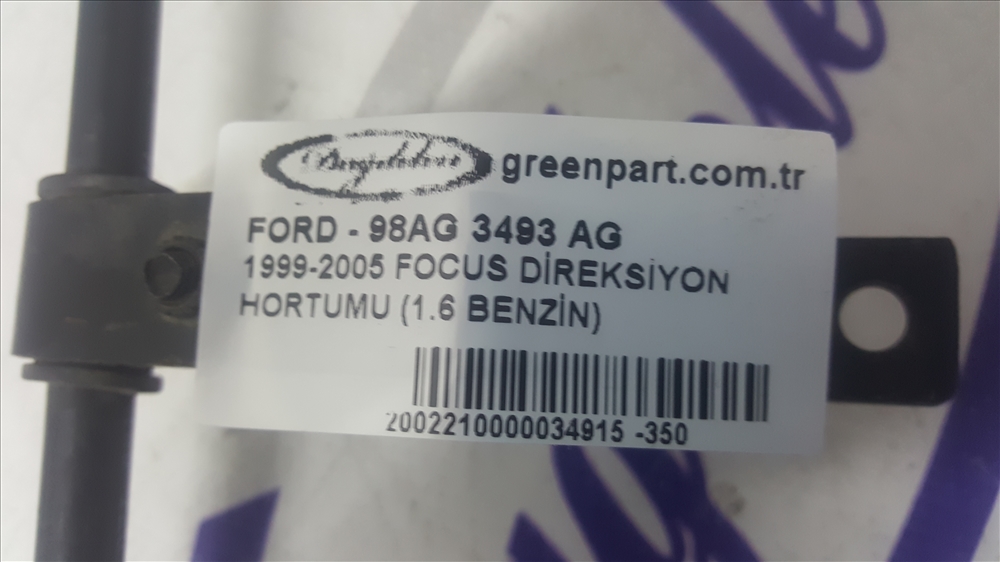 greenpart.com.tr
FORD - 98AG 3493 AG
1999-2005 FOCUS DİREKSİYON
HORTUMU (1.6 BENZİN)
2002210000034915 -350